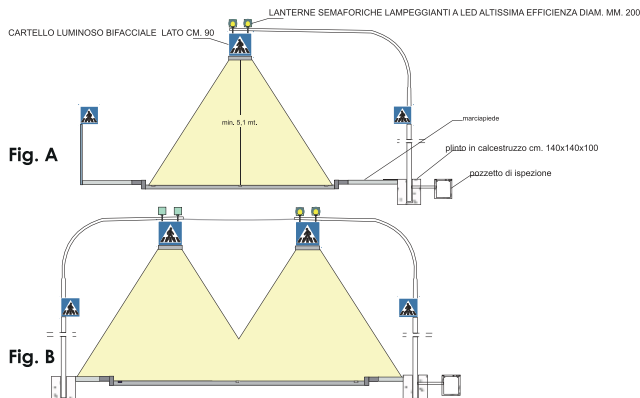 LANTERNE SEMAFORICHE LAMPEGGIANTI A LED ALTISSIMA EFFICIENZA DIAM. MM. 200
CARTELLO LUMINOSO BIFACCIALE LATO CM. 90
min. 5,1 mt.
marciapiede
Fig. A
plinto in calcestruzzo cm. 140x140x100
pozzetto di ispezione
Fig. B